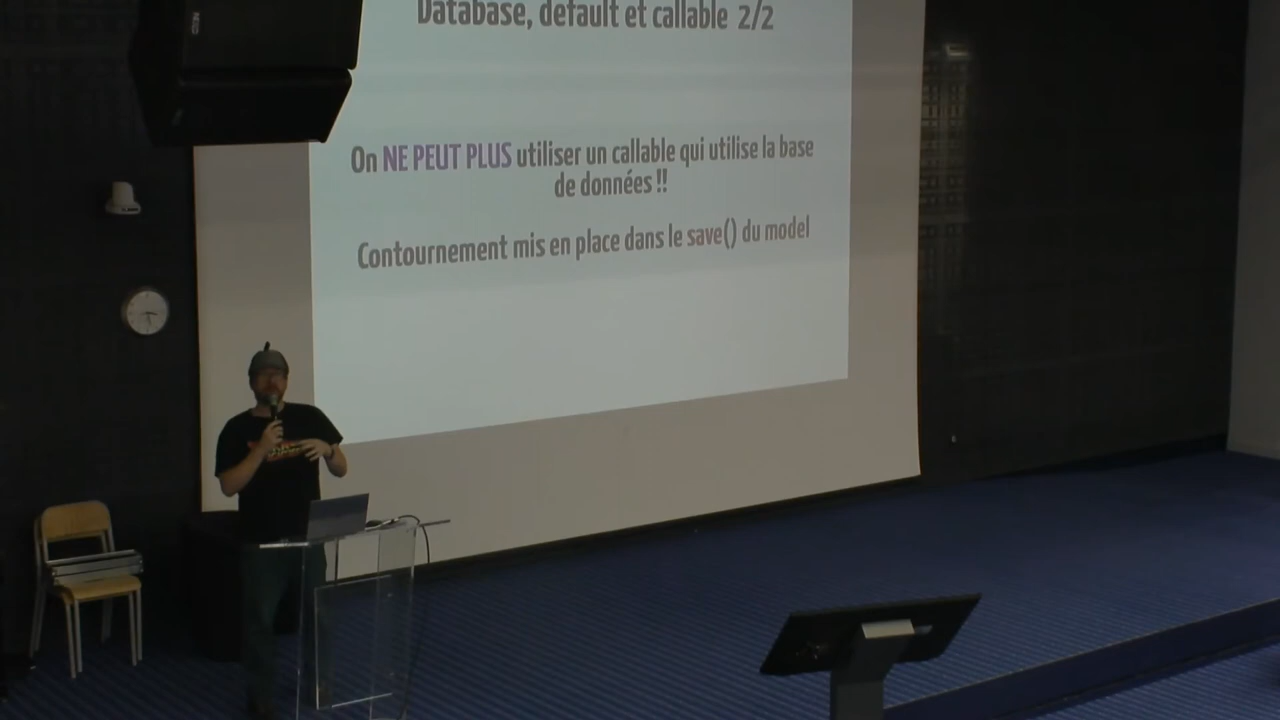 Database, default et callable 2/2
On NE PEUT PLUS utiliser un callable qui utilise la base
de données !!
Contournement mis en place dans le save() du model